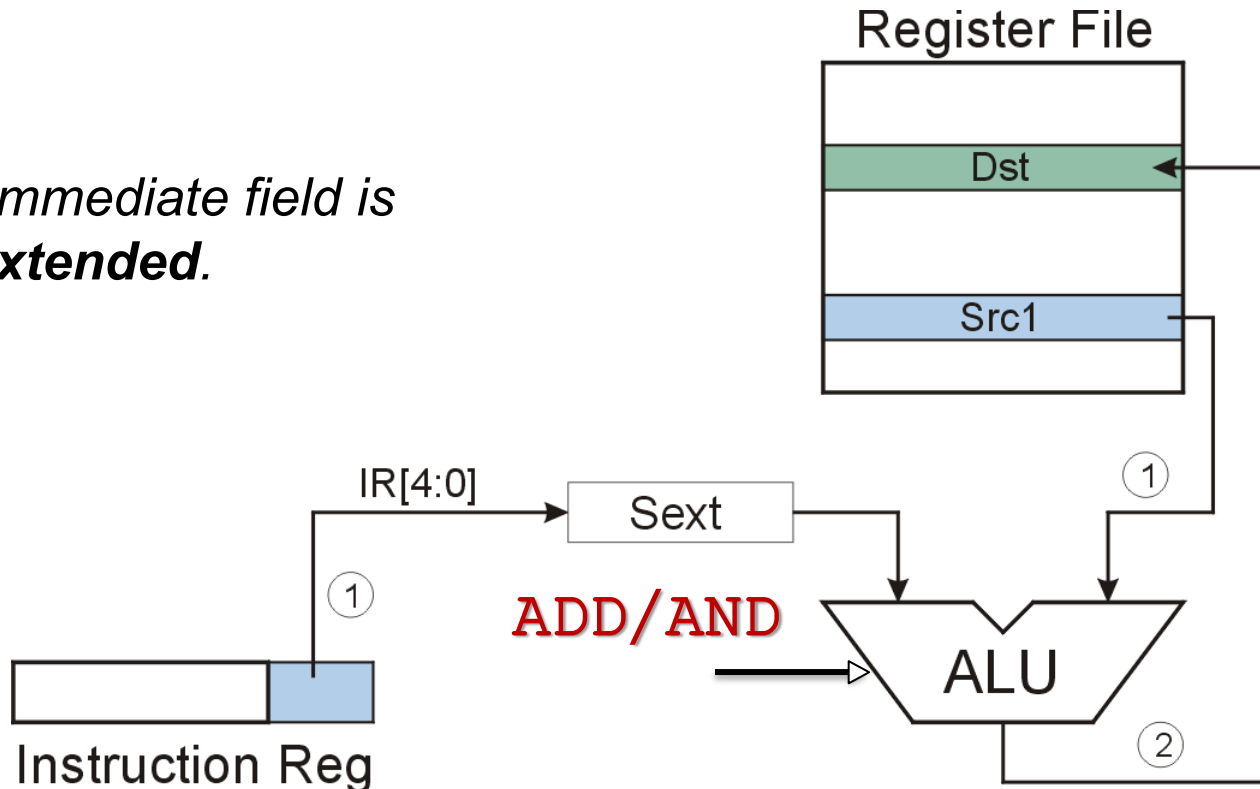 Register File
Dst
mmediate field is
xtended.
Src1
IR[4:0]
Sext
1
1
ADD/AND
ALU
2
Instruction Reg